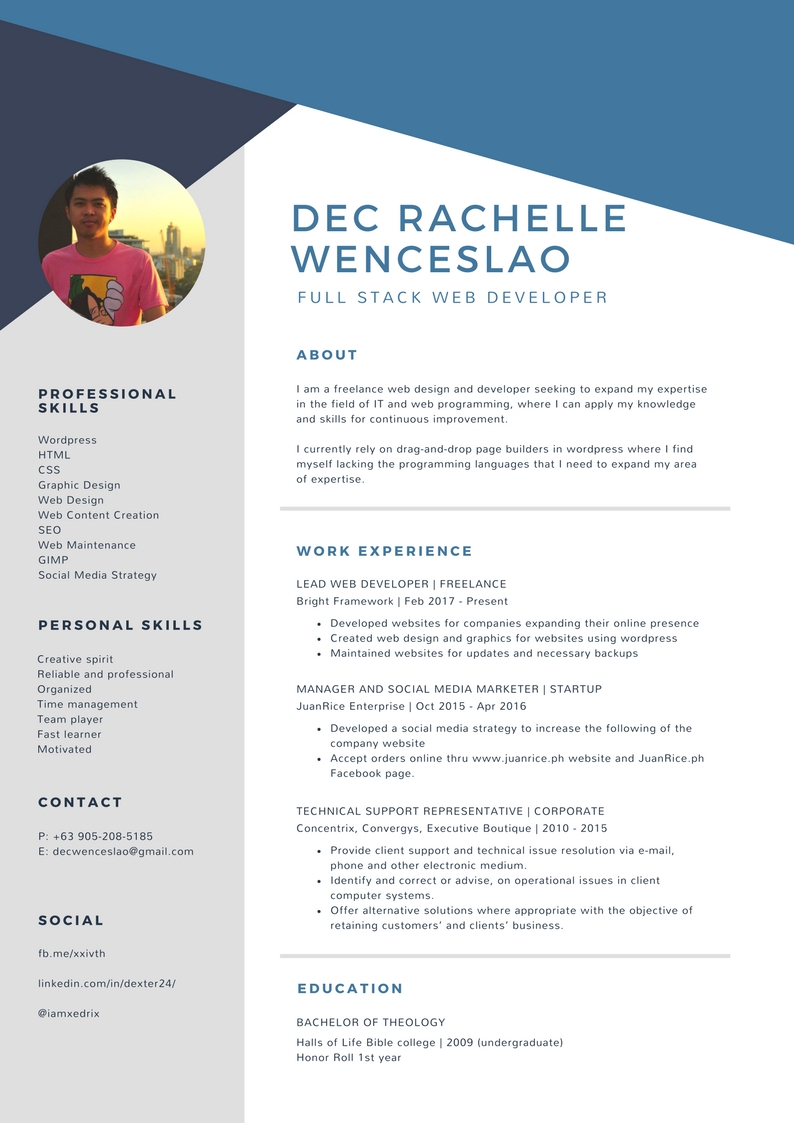 DEC RACHELLE
WENCESLAO
FULL STACK WEB DEVELOPER
PROFESSIONAL
SKILLS
Wordpress
HTML
CSS
Graphic Design
Web Design
Web Content Creation
SEO
Web Maintenance
GIMP
Social Media Strategy
PERSONAL SKILLS
Creative spirit
Reliable and professional
Organized
Time management
Team player
Fast learner
Motivated
CONTACT
P: +63 905-208-5185
E: decwenceslao@gmail.com
SOCIAL
fb.me/xxivth
linkedin.com/in/dexter24/
@iamxedrix
ABOUT
I am a freelance web design and developer seeking to expand my expertise
in the field of IT and web programming, where I can apply my knowledge
and skills for continuous improvement.
I currently rely on drag-and-drop page builders in wordpress where I find
myself lacking the programming languages that I need to expand my area
of expertise.
WORK EXPERIENCE
LEAD WEB DEVELOPER | FREELANCE
Bright Framework | Feb 2017 - Present
• Developed websites for companies expanding their online presence
• Created web design and graphics for websites using wordpress
• Maintained websites for updates and necessary backups
MANAGER AND SOCIAL MEDIA MARKETER | STARTUP
JuanRice Enterprise | Oct 2015 - Apr 2016
• Developed a social media strategy to increase the following of the
company website
• Accept orders online thru www.juanrice.ph website and JuanRice.ph
Facebook page.
TECHNICAL SUPPORT REPRESENTATIVE | CORPORATE
Concentrix, Convergys, Executive Boutique | 2010 - 2015
• Provide client support and technical issue resolution via e-mail,
phone and other electronic medium.
• Identify and correct or advise, on operational issues in client
computer systems.
• Offer alternative solutions where appropriate with the objective of
retaining customers' and clients' business.
EDUCATION
BACHELOR OF THEOLOGY
Halls of Life Bible college | 2009 (undergraduate)
Honor Roll 1st year